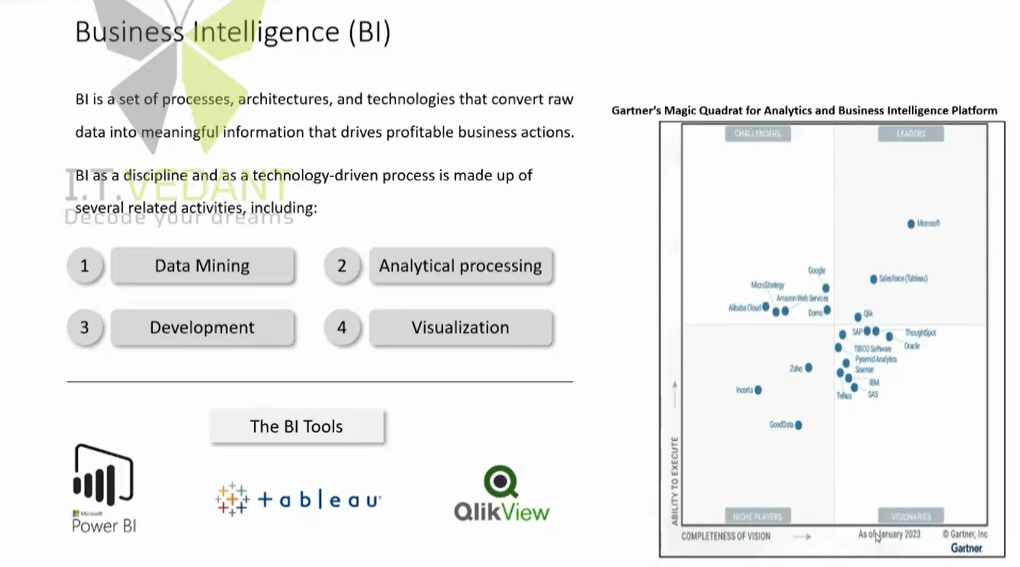 Business Intelligence (BI)
BI is a set of processes, architectures, and technologies that convert raw
data into meaningful information that drives profitable business actions.
BI as a discipline and as a technology-driven process is made up of
several related activities, including:
I.T.VEDANT
Decode your dreams
1 Data Mining
2 Analytical processing
3 Development
4 Visualization
The BI Tools
Microsoft
Power BI
+ableau
QlikView
Gartner's Magic Quadrat for Analytics and Business Intelligence Platform
CHALLENGERS
LEADERS
Microsoft
Google
Salesforce (Tableau)
MicroStrategy
Amazon Web Services
Alibaba Cloud
Domo
Qlik
SAP
ThoughtSpot
Oracle
TIBCO Software
Pyramid Analytics
Sisense
Zoho
IBM
Incorta
Tellius
SAS
GoodData
ABILITY TO EXECUTE
NICHE PLAYERS
VISIONARIES
COMPLETENESS OF VISION
As of January 2023
© Gartner, Inc
Gartner